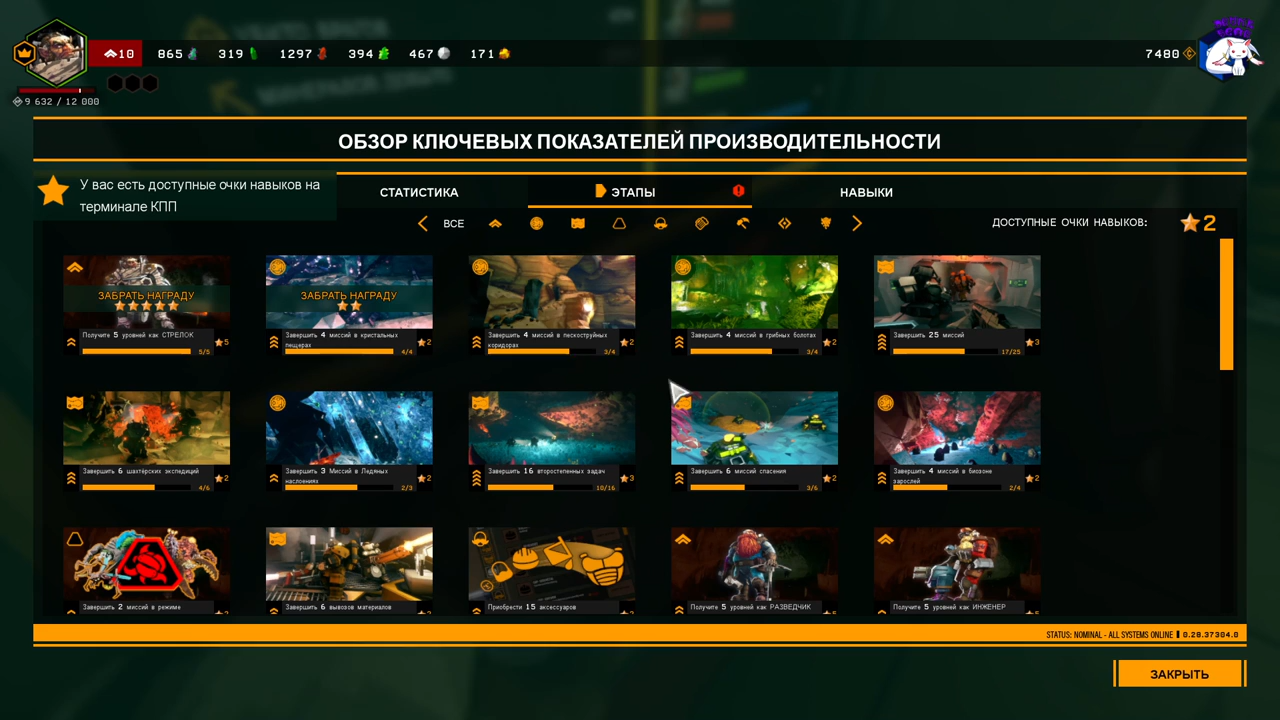 10 865 319 1297 394 467 171 7480
9 632 / 12 000
ОБЗОР КЛЮЧЕВЫХ ПОКАЗАТЕЛЕЙ ПРОИЗВОДИТЕЛЬНОСТИ
У вас есть доступные очки навыков на
терминале КПП
СТАТИСТИКА ЭТАПЫ НАВЫКИ
ВСЕ
ДОСТУПНЫЕ ОЧКИ НАВЫКОВ: 2
ЗАБРАТЬ НАГРАДУ
Получите 5 уровней как СТРЕЛОК
5
5/5
ЗАБРАТЬ НАГРАДУ
Завершить 4 миссий в кристальных
пещерах
2
4/4
Завершить 4 миссий в пескоструйных
коридорах
2
3/4
Завершить 4 миссий в грибных болотах
2
3/4
Завершить 25 миссий
3
17/25
Завершить 6 шахтёрских экспедиций
2
4/6
Завершить 3 Миссий в Ледяных
наслоениях
2
2/3
Завершить 16 второстепенных задач
3
10/16
Завершить 6 миссий спасения
2
3/6
Завершить 4 миссий в биозоне
зарослей
2
2/4
Завершить 2 миссий в режиме
Завершить 6 вывозов материалов
Приобрести 15 аксессуаров
Получите 5 уровней как РАЗВЕДЧИК
Получите 5 уровней как ИНЖЕНЕР
STATUS: NOMINAL - ALL SYSTEMS ONLINE 0.28.37304.0
ЗАКРЫТЬ